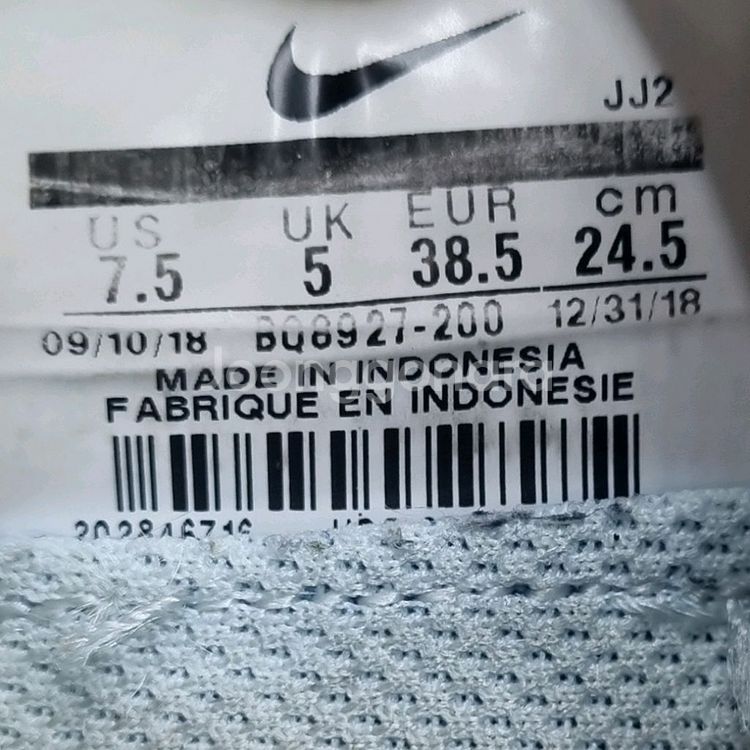 JJ2
US UK EUR cm
7.5 5 38.5 24.5
09/10/18 BQ8927-200 12/31/18
MADE IN INDONESIA
FABRIQUE EN INDONESIE
202846716